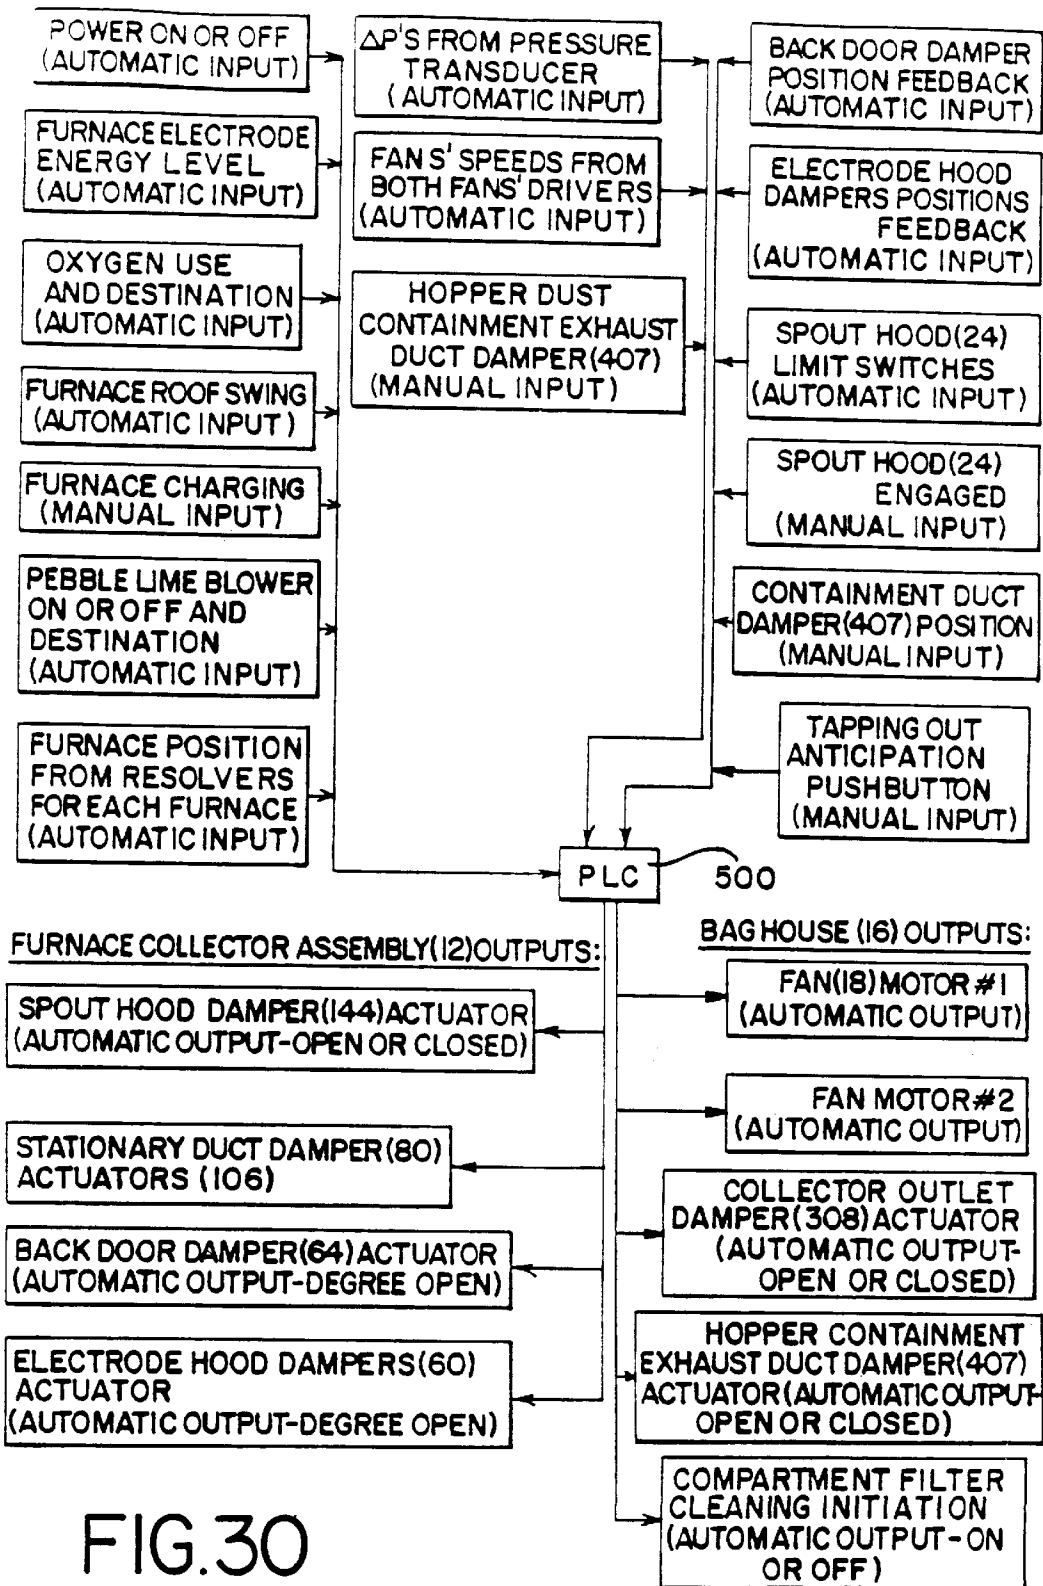 POWER ON OR OFF
(AUTOMATIC INPUT)
FURNACE ELECTRODE
ENERGY LEVEL
(AUTOMATIC INPUT)
OXYGEN USE
AND DESTINATION
(AUTOMATIC INPUT)
FURNACE ROOF SWING
(AUTOMATIC INPUT)
FURNACE CHARGING
(MANUAL INPUT)
PEBBLE LIME BLOWER
ON OR OFF AND
DESTINATION
(AUTOMATIC INPUT)
FURNACE POSITION
FROM RESOLVERS
FOR EACH FURNACE
(AUTOMATIC INPUT)
ΔP'S FROM PRESSURE
TRANSDUCER
(AUTOMATIC INPUT)
FAN S' SPEEDS FROM
BOTH FANS' DRIVERS
(AUTOMATIC INPUT)
HOPPER DUST
CONTAINMENT EXHAUST
DUCT DAMPER(407)
(MANUAL INPUT)
BACK DOOR DAMPER
POSITION FEEDBACK
(AUTOMATIC INPUT)
ELECTRODE HOOD
DAMPERS POSITIONS
FEEDBACK
(AUTOMATIC INPUT)
SPOUT HOOD(24)
LIMIT SWITCHES
(AUTOMATIC INPUT)
SPOUT HOOD(24)
ENGAGED
(MANUAL INPUT)
CONTAINMENT DUCT
DAMPER(407) POSITION
(MANUAL INPUT)
TAPPING OUT
ANTICIPATION
PUSHBUTTON
(MANUAL INPUT)
PLC
500
FURNACE COLLECTOR ASSEMBLY(12)OUTPUTS:
SPOUT HOOD DAMPER(144)ACTUATOR
(AUTOMATIC OUTPUT-OPEN OR CLOSED)
STATIONARY DUCT DAMPER(80)
ACTUATORS (106)
BACK DOOR DAMPER(64)ACTUATOR
(AUTOMATIC OUTPUT-DEGREE OPEN)
ELECTRODE HOOD DAMPERS(60)
ACTUATOR
(AUTOMATIC OUTPUT-DEGREE OPEN)
BAG HOUSE (16) OUTPUTS:
FAN(18)MOTOR #1
(AUTOMATIC OUTPUT)
FAN MOTOR #2
(AUTOMATIC OUTPUT)
COLLECTOR OUTLET
DAMPER(308)ACTUATOR
(AUTOMATIC OUTPUT-
OPEN OR CLOSED)
HOPPER CONTAINMENT
EXHAUST DUCT DAMPER(407)
ACTUATOR(AUTOMATIC OUTPUT-
OPEN OR CLOSED)
COMPARTMENT FILTER
CLEANING INITIATION
(AUTOMATIC OUTPUT-ON
OR OFF)
FIG.30